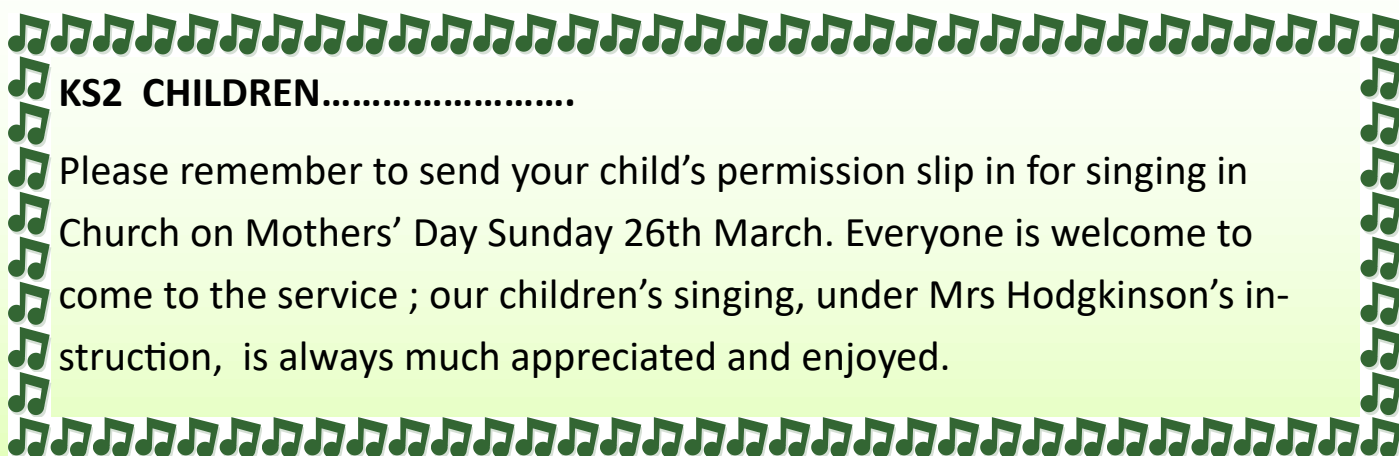 KS2  CHILDREN…………………….
Please remember to send your child’s permission slip in for singing in
Church on Mothers’ Day Sunday 26th March. Everyone is welcome to
come to the service ; our children’s singing, under Mrs Hodgkinson’s in-
struction,  is always much appreciated and enjoyed.